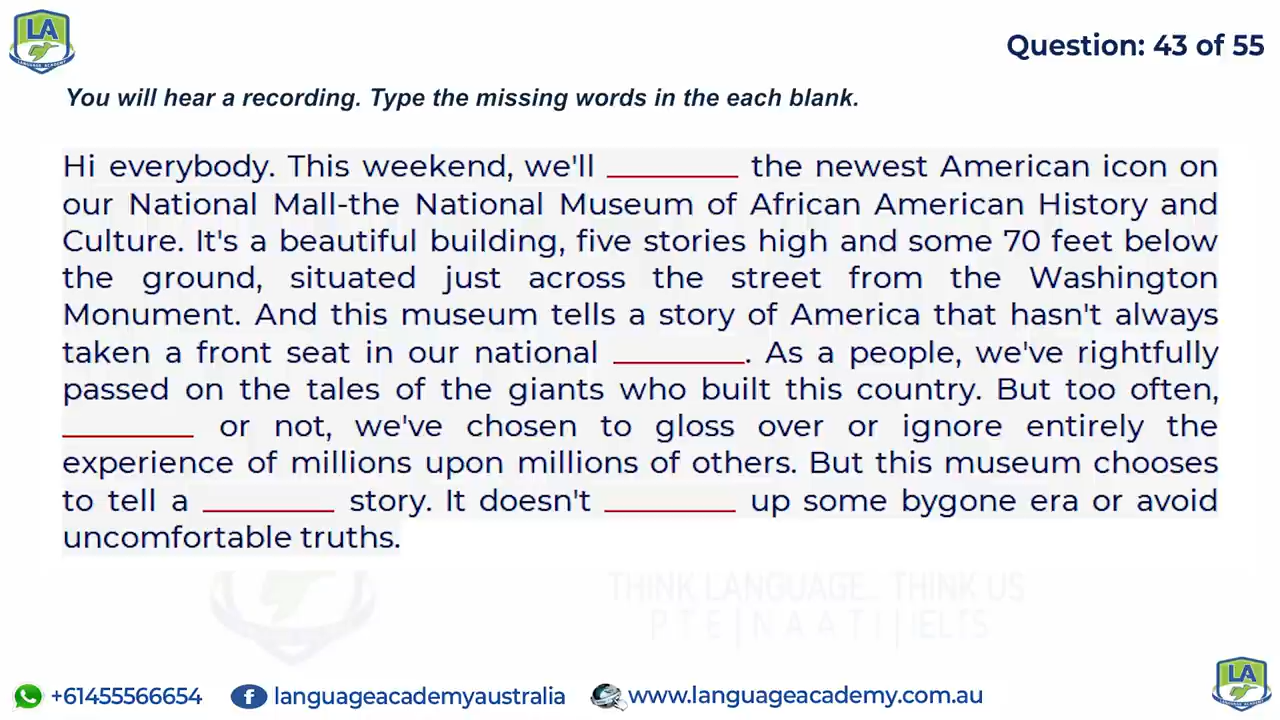 LA
LANGUAGE ACADEMY
Question: 43 of 55
You will hear a recording. Type the missing words in the each blank.
Hi everybody. This weekend, we'll ________ the newest American icon on
our National Mall-the National Museum of African American History and
Culture. It's a beautiful building, five stories high and some 70 feet below
the ground, situated just across the street from the Washington
Monument. And this museum tells a story of America that hasn't always
taken a front seat in our national ________. As a people, we've rightfully
passed on the tales of the giants who built this country. But too often,
________ or not, we've chosen to gloss over or ignore entirely the
experience of millions upon millions of others. But this museum chooses
to tell a ________ story. It doesn't ________ up some bygone era or avoid
uncomfortable truths.
THINK LANGUAGE, THINK US
PTE | NAATI | IELTS
+61455566654
languageacademyaustralia
www.languageacademy.com.au
LA